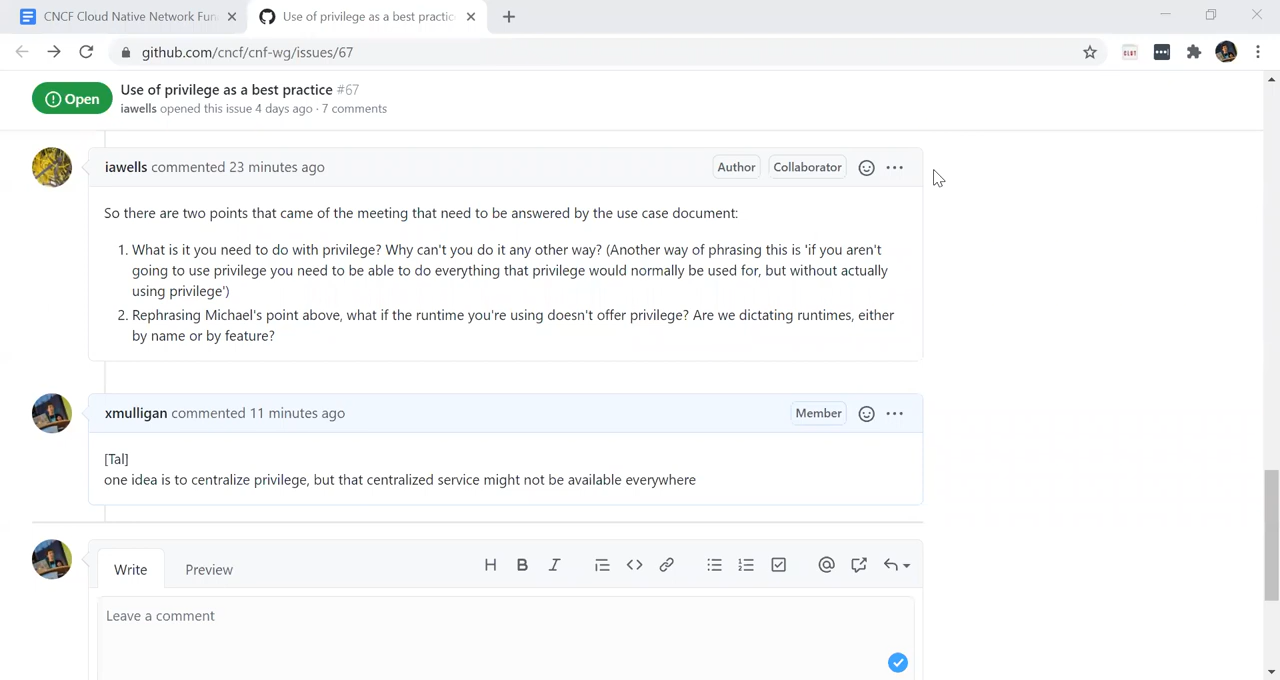 CNCF Cloud Native Network Fun
Use of privilege as a best practic
github.com/cncf/cnf-wg/issues/67
Open
Use of privilege as a best practice #67
iawells opened this issue 4 days ago · 7 comments
iawells commented 23 minutes ago
Author
Collaborator
So there are two points that came of the meeting that need to be answered by the use case document:
1. What is it you need to do with privilege? Why can't you do it any other way? (Another way of phrasing this is 'if you aren't
going to use privilege you need to be able to do everything that privilege would normally be used for, but without actually
using privilege')
2. Rephrasing Michael's point above, what if the runtime you're using doesn't offer privilege? Are we dictating runtimes, either
by name or by feature?
xmulligan commented 11 minutes ago
Member
[Tal]
one idea is to centralize privilege, but that centralized service might not be available everywhere
Write
Preview
Leave a comment